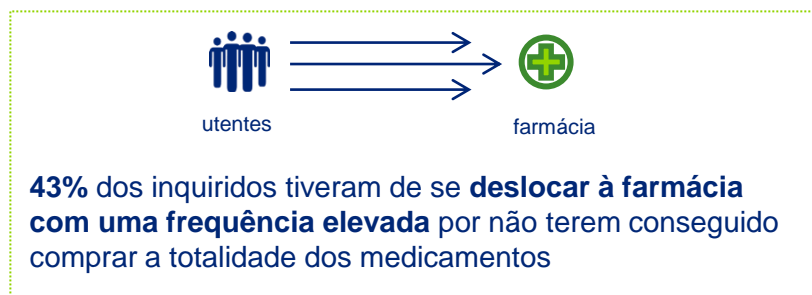 utentes
farmácia
43% dos inquiridos tiveram de se deslocar à farmácia
com uma frequência elevada por não terem conseguido
comprar a totalidade dos medicamentos